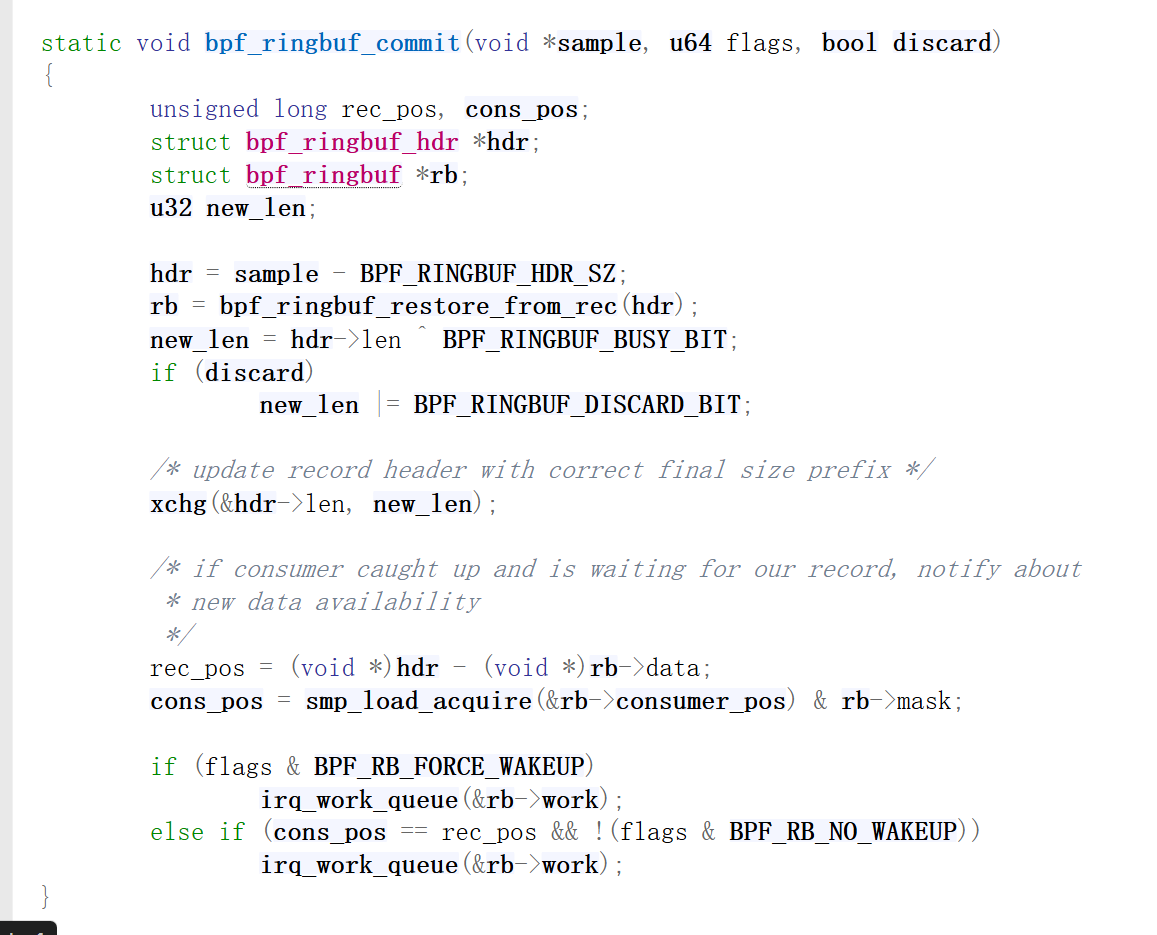 static void bpf_ringbuf_commit(void *sample, u64 flags, bool discard)
{
        unsigned long rec_pos, cons_pos;
        struct bpf_ringbuf_hdr *hdr;
        struct bpf_ringbuf *rb;
        u32 new_len;

        hdr = sample - BPF_RINGBUF_HDR_SZ;
        rb = bpf_ringbuf_restore_from_rec(hdr);
        new_len = hdr->len ^ BPF_RINGBUF_BUSY_BIT;
        if (discard)
                new_len |= BPF_RINGBUF_DISCARD_BIT;

        /* update record header with correct final size prefix */
        xchg(&hdr->len, new_len);

        /* if consumer caught up and is waiting for our record, notify about
         * new data availability
         */
        rec_pos = (void *)hdr - (void *)rb->data;
        cons_pos = smp_load_acquire(&rb->consumer_pos) & rb->mask;

        if (flags & BPF_RB_FORCE_WAKEUP)
                irq_work_queue(&rb->work);
        else if (cons_pos == rec_pos && !(flags & BPF_RB_NO_WAKEUP))
                irq_work_queue(&rb->work);
}